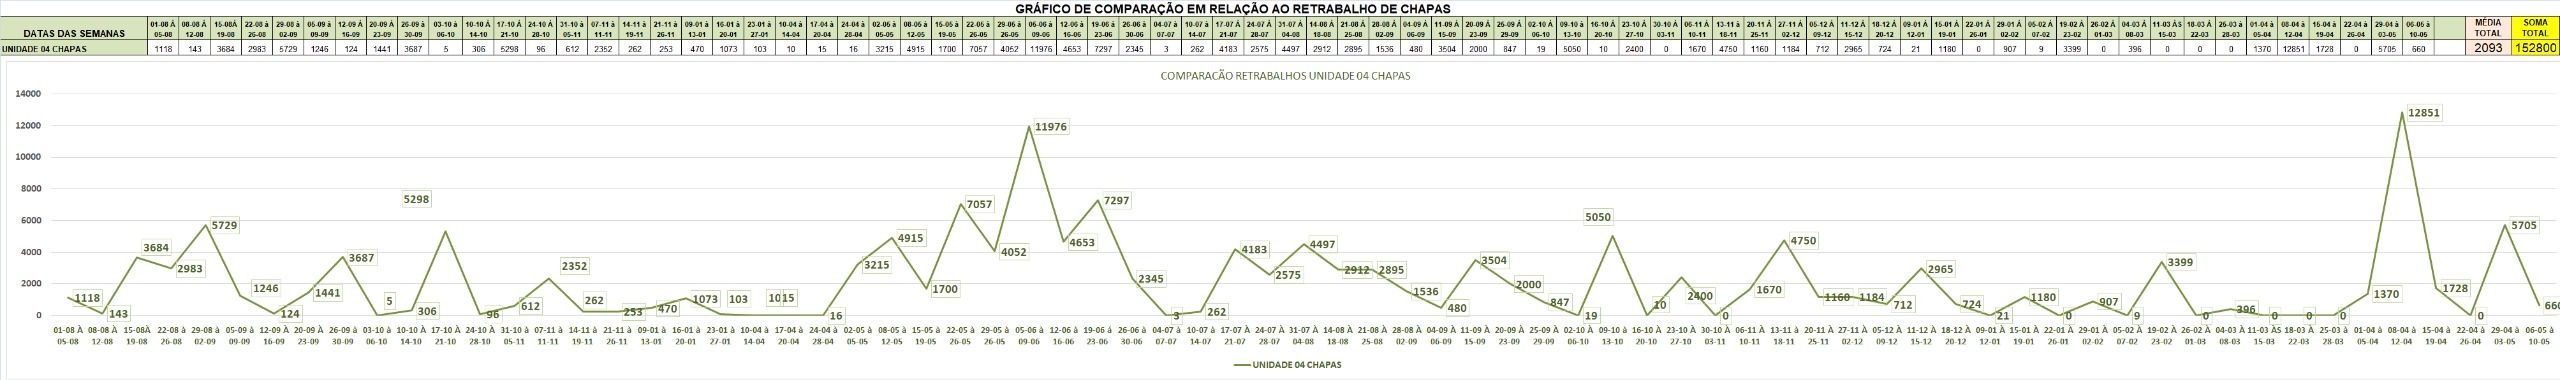 GRÁFICO DE COMPARAÇÃO EM RELAÇÃO AO RETRABALHO DE CHAPAS
DATAS DAS SEMANAS 01-08 À 05-08 08-08 À 12-08 15-08À 19-08 22-08 à 26-08 29-08 à 02-09 05-09 à 09-09 12-09 À 16-09 20-09 À 23-09 26-09 à 30-09 03-10 À 06-10 10-10 À 14-10 17-10 À 21-10 24-10 À 28-10 31-10 à 05-11 07-11 à 11-11 14-11 à 19-11 21-11 à 26-11 09-01 à 13-01 16-01 à 20-01 23-01 à 27-01 10-04 à 14-04 17-04 à 20-04 24-04 à 28-04 02-05 à 05-05 08-05 À 12-05 15-05 à 19-05 22-05 à 26-05 29-05 à 26-05 05-06 à 09-06 12-06 à 16-06 19-06 à 23-06 26-06 à 30-06 04-07 à 07-07 10-07 à 14-07 17-07 À 21-07 24-07 À 28-07 31-07 À 04-08 14-08 À 18-08 21-08 À 25-08 28-08 À 02-09 04-09 À 06-09 11-09 À 15-09 20-09 À 23-09 25-09 À 29-09 02-10 À 06-10 09-10 à 13-10 16-10 À 20-10 23-10 À 27-10 30-10 À 03-11 06-11 À 10-11 13-11 à 18-11 20-11 À 25-11 27-11 À 02-12 05-12 À 09-12 11-12 À 15-12 18-12 À 20-12 09-01 À 12-01 15-01 À 19-01 22-01 À 26-01 29-01 À 02-02 05-02 À 07-02 19-02 À 23-02 26-02 À 01-03 04-03 À 08-03 11-03 ÀS 15-03 18-03 À 22-03 25-03 à 28-03 01-04 à 05-04 08-04 à 12-04 15-04 à 19-04 22-04 à 26-04 29-04 à 03-05 06-05 à 10-05 MÉDIA TOTAL SOMA TOTAL
UNIDADE 04 CHAPAS 1118 143 3684 2983 5729 1246 124 1441 3687 5 306 5298 96 612 2352 262 253 470 1073 103 10 15 16 3215 4915 1700 7057 4052 11976 4653 7297 2345 3 262 4183 2575 4497 2912 2895 1536 480 3504 2000 847 19 5050 10 2400 0 1670 4750 1160 1184 712 2965 724 21 1180 0 907 9 3399 0 396 0 0 0 1370 12851 1728 0 5705 660 2093 152800
COMPARACÃO RETRABALHOS UNIDADE 04 CHAPAS
14000
12000
10000
8000
6000
4000
2000
0
1118 143 3684 2983 5729 1246 124 1441 3687 5 306 5298 96 612 2352 262 253 470 1073 103 10 15 16 3215 4915 1700 7057 4052 11976 4653 7297 2345 3 262 4183 2575 4497 2912 2895 1536 480 3504 2000 847 19 5050 10 2400 0 1670 4750 1160 1184 712 2965 724 21 1180 0 907 9 3399 0 396 0 0 0 1370 12851 1728 0 5705 660
01-08 À 08-08 À 15-08À 22-08 à 29-08 à 05-09 à 12-09 À 20-09 À 26-09 à 03-10 À 10-10 À 17-10 À 24-10 À 31-10 à 07-11 à 14-11 à 21-11 à 09-01 à 16-01 à 23-01 à 10-04 à 17-04 à 24-04 à 02-05 à 08-05 À 15-05 à 22-05 à 29-05 à 05-06 à 12-06 à 19-06 à 26-06 à 04-07 à 10-07 à 17-07 À 24-07 À 31-07 À 14-08 À 21-08 À 28-08 À 04-09 À 11-09 À 20-09 À 25-09 À 02-10 À 09-10 à 16-10 À 23-10 À 30-10 À 06-11 À 13-11 à 20-11 À 27-11 À 05-12 À 11-12 À 18-12 À 09-01 À 15-01 À 22-01 À 29-01 À 05-02 À 19-02 À 26-02 À 04-03 À 11-03 ÀS 18-03 À 25-03 à 01-04 à 08-04 à 15-04 à 22-04 à 29-04 à 06-05 à
05-08 12-08 19-08 26-08 02-09 09-09 16-09 23-09 30-09 06-10 14-10 21-10 28-10 05-11 11-11 19-11 26-11 13-01 20-01 27-01 14-04 20-04 28-04 05-05 12-05 19-05 26-05 26-05 09-06 16-06 23-06 30-06 07-07 14-07 21-07 28-07 04-08 18-08 25-08 02-09 06-09 15-09 23-09 29-09 06-10 13-10 20-10 27-10 03-11 10-11 18-11 25-11 02-12 09-12 15-12 20-12 12-01 19-01 26-01 02-02 07-02 23-02 01-03 08-03 15-03 22-03 28-03 05-04 12-04 19-04 26-04 03-05 10-05
UNIDADE 04 CHAPAS